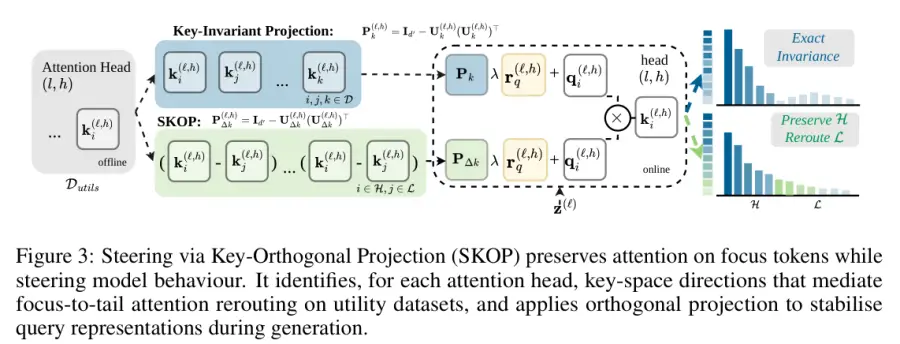 Key-Invariant Projection:
P_k^{(ℓ,h)} = I_{d'} − U_k^{(ℓ,h)}(U_k^{(ℓ,h)})^⊤
Attention Head
(l, h)
... k_i^{(ℓ,h)}
offline
D_{utils}
k_i^{(ℓ,h)} k_j^{(ℓ,h)} ... k_k^{(ℓ,h)}
i, j, k ∈ D
SKOP: P_{Δk}^{(ℓ,h)} = I_{d'} − U_{Δk}^{(ℓ,h)}(U_{Δk}^{(ℓ,h)})^⊤
( k_i^{(ℓ,h)} - k_j^{(ℓ,h)} ) ... ( k_i^{(ℓ,h)} - k_j^{(ℓ,h)} )
i ∈ H, j ∈ L
P_k λ r_q^{(ℓ,h)} + q_i^{(ℓ,h)}
P_{Δk} λ r_q^{(ℓ,h)} + q_i^{(ℓ,h)}
z^{(ℓ)}
head
(l, h)
× k_i^{(ℓ,h)}
online
Exact
Invariance
Preserve H
Reroute L
H L
Figure 3: Steering via Key-Orthogonal Projection (SKOP) preserves attention on focus tokens while
steering model behaviour. It identifies, for each attention head, key-space directions that mediate
focus-to-tail attention rerouting on utility datasets, and applies orthogonal projection to stabilise
query representations during generation.